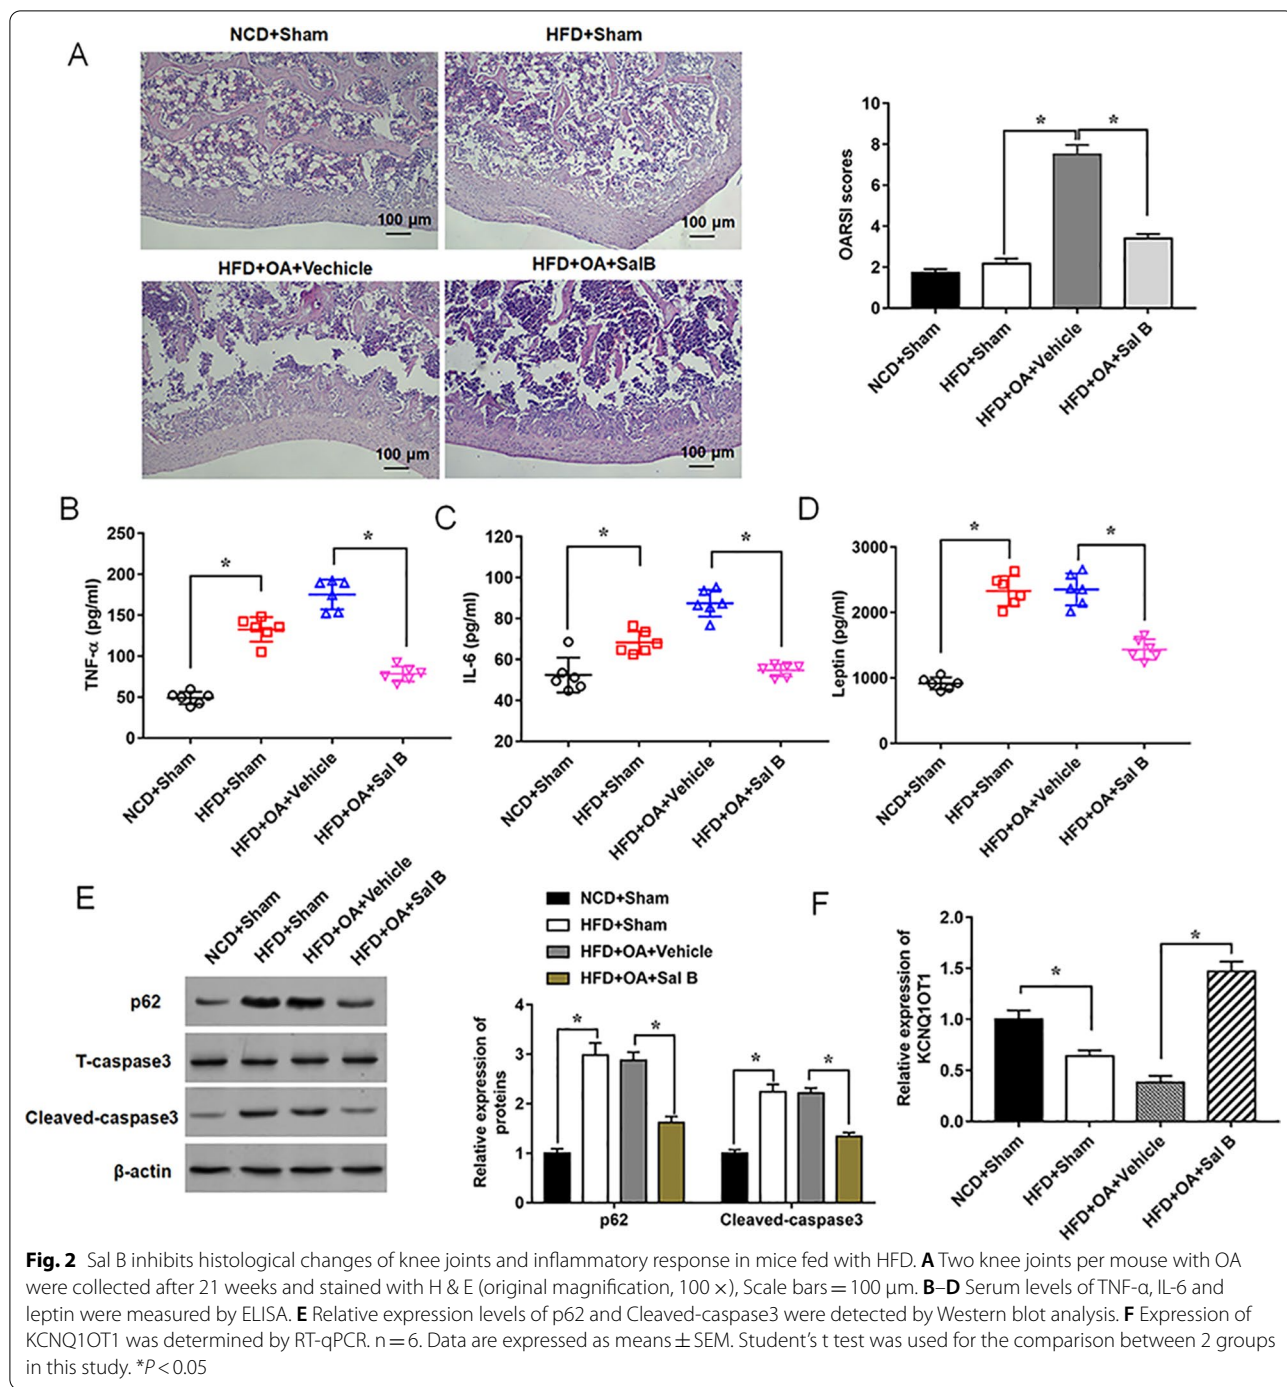 A
NCD+Sham
HFD+Sham
100 μm
100 μm
HFD+OA+Vechicle
HFD+OA+SalB
100 μm
100 μm
OARSI scores
10
8
6
4
2
0
*
*
NCD+Sham
HFD+Sham
HFD+OA+Vehicle
HFD+OA+Sal B
B
TNF-α (pg/ml)
250
200
150
100
50
0
*
*
NCD+Sham
HFD+Sham
HFD+OA+Vehicle
HFD+OA+Sal B
C
IL-6 (pg/ml)
120
100
80
60
40
20
*
*
NCD+Sham
HFD+Sham
HFD+OA+Vehicle
HFD+OA+Sal B
D
Leptin (pg/ml)
3000
2000
1000
0
*
*
NCD+Sham
HFD+Sham
HFD+OA+Vehicle
HFD+OA+Sal B
E
NCD+Sham
HFD+Sham
HFD+OA+Vehicle
HFD+OA+Sal B
p62
T-caspase3
Cleaved-caspase3
β-actin
NCD+Sham
HFD+Sham
HFD+OA+Vehicle
HFD+OA+Sal B
Relative expression of
proteins
4
3
2
1
0
*
*
*
*
p62
Cleaved-caspase3
F
Relative expression of
KCNQ1OT1
2.0
1.5
1.0
0.5
0.0
*
*
NCD+Sham
HFD+Sham
HFD+OA+Vehicle
HFD+OA+Sal B
Fig. 2 Sal B inhibits histological changes of knee joints and inflammatory response in mice fed with HFD. A Two knee joints per mouse with OA
were collected after 21 weeks and stained with H & E (original magnification, 100 ×), Scale bars = 100 μm. B–D Serum levels of TNF-α, IL-6 and
leptin were measured by ELISA. E Relative expression levels of p62 and Cleaved-caspase3 were detected by Western blot analysis. F Expression of
KCNQ1OT1 was determined by RT-qPCR. n = 6. Data are expressed as means ± SEM. Student's t test was used for the comparison between 2 groups
in this study. *P < 0.05